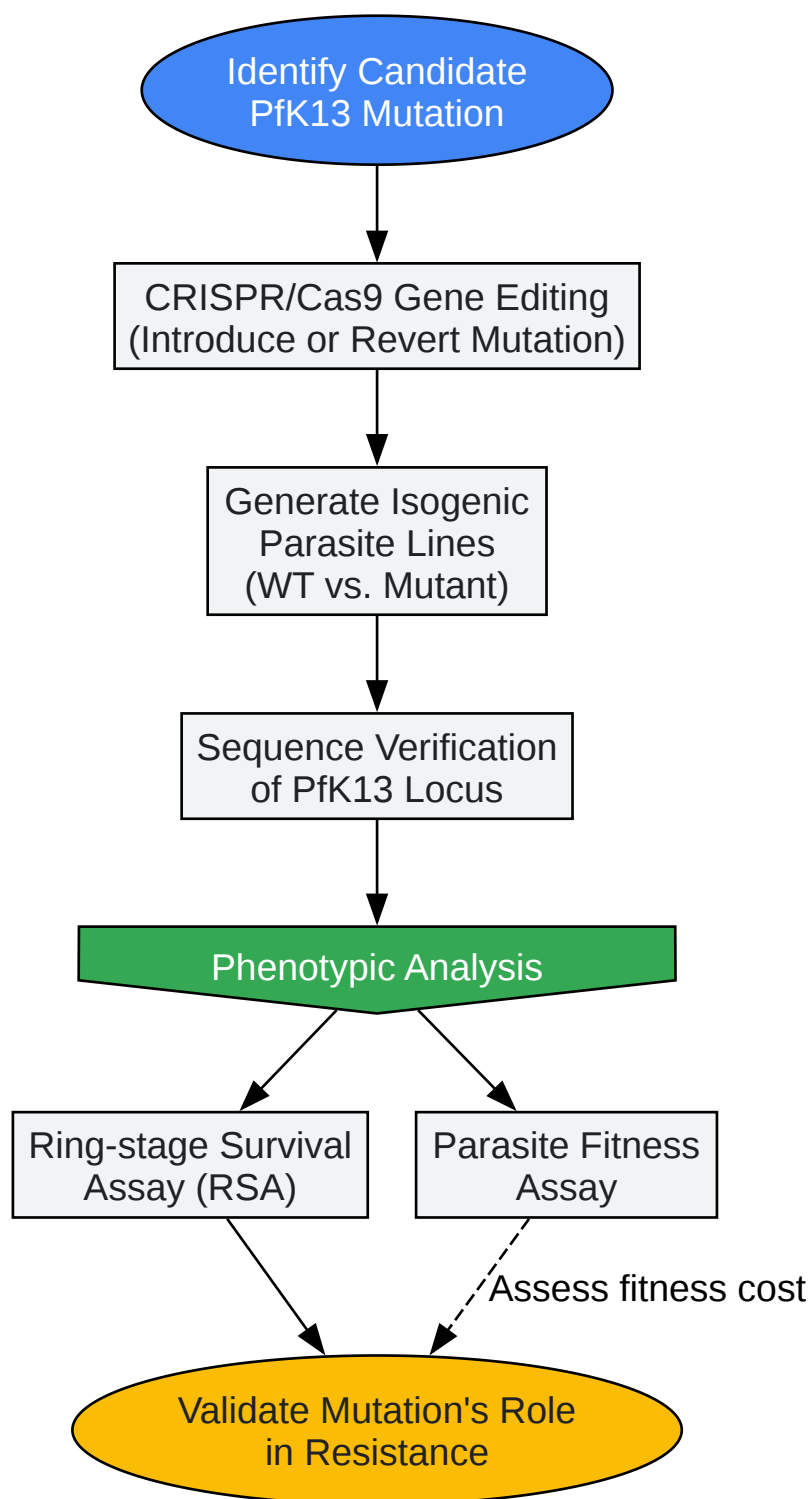 Identify Candidate
PfK13 Mutation
CRISPR/Cas9 Gene Editing
(Introduce or Revert Mutation)
Generate Isogenic
Parasite Lines
(WT vs. Mutant)
Sequence Verification
of PfK13 Locus
Phenotypic Analysis
Ring-stage Survival
Assay (RSA)
Parasite Fitness
Assay
Assess fitness cost
Validate Mutation's Role
in Resistance